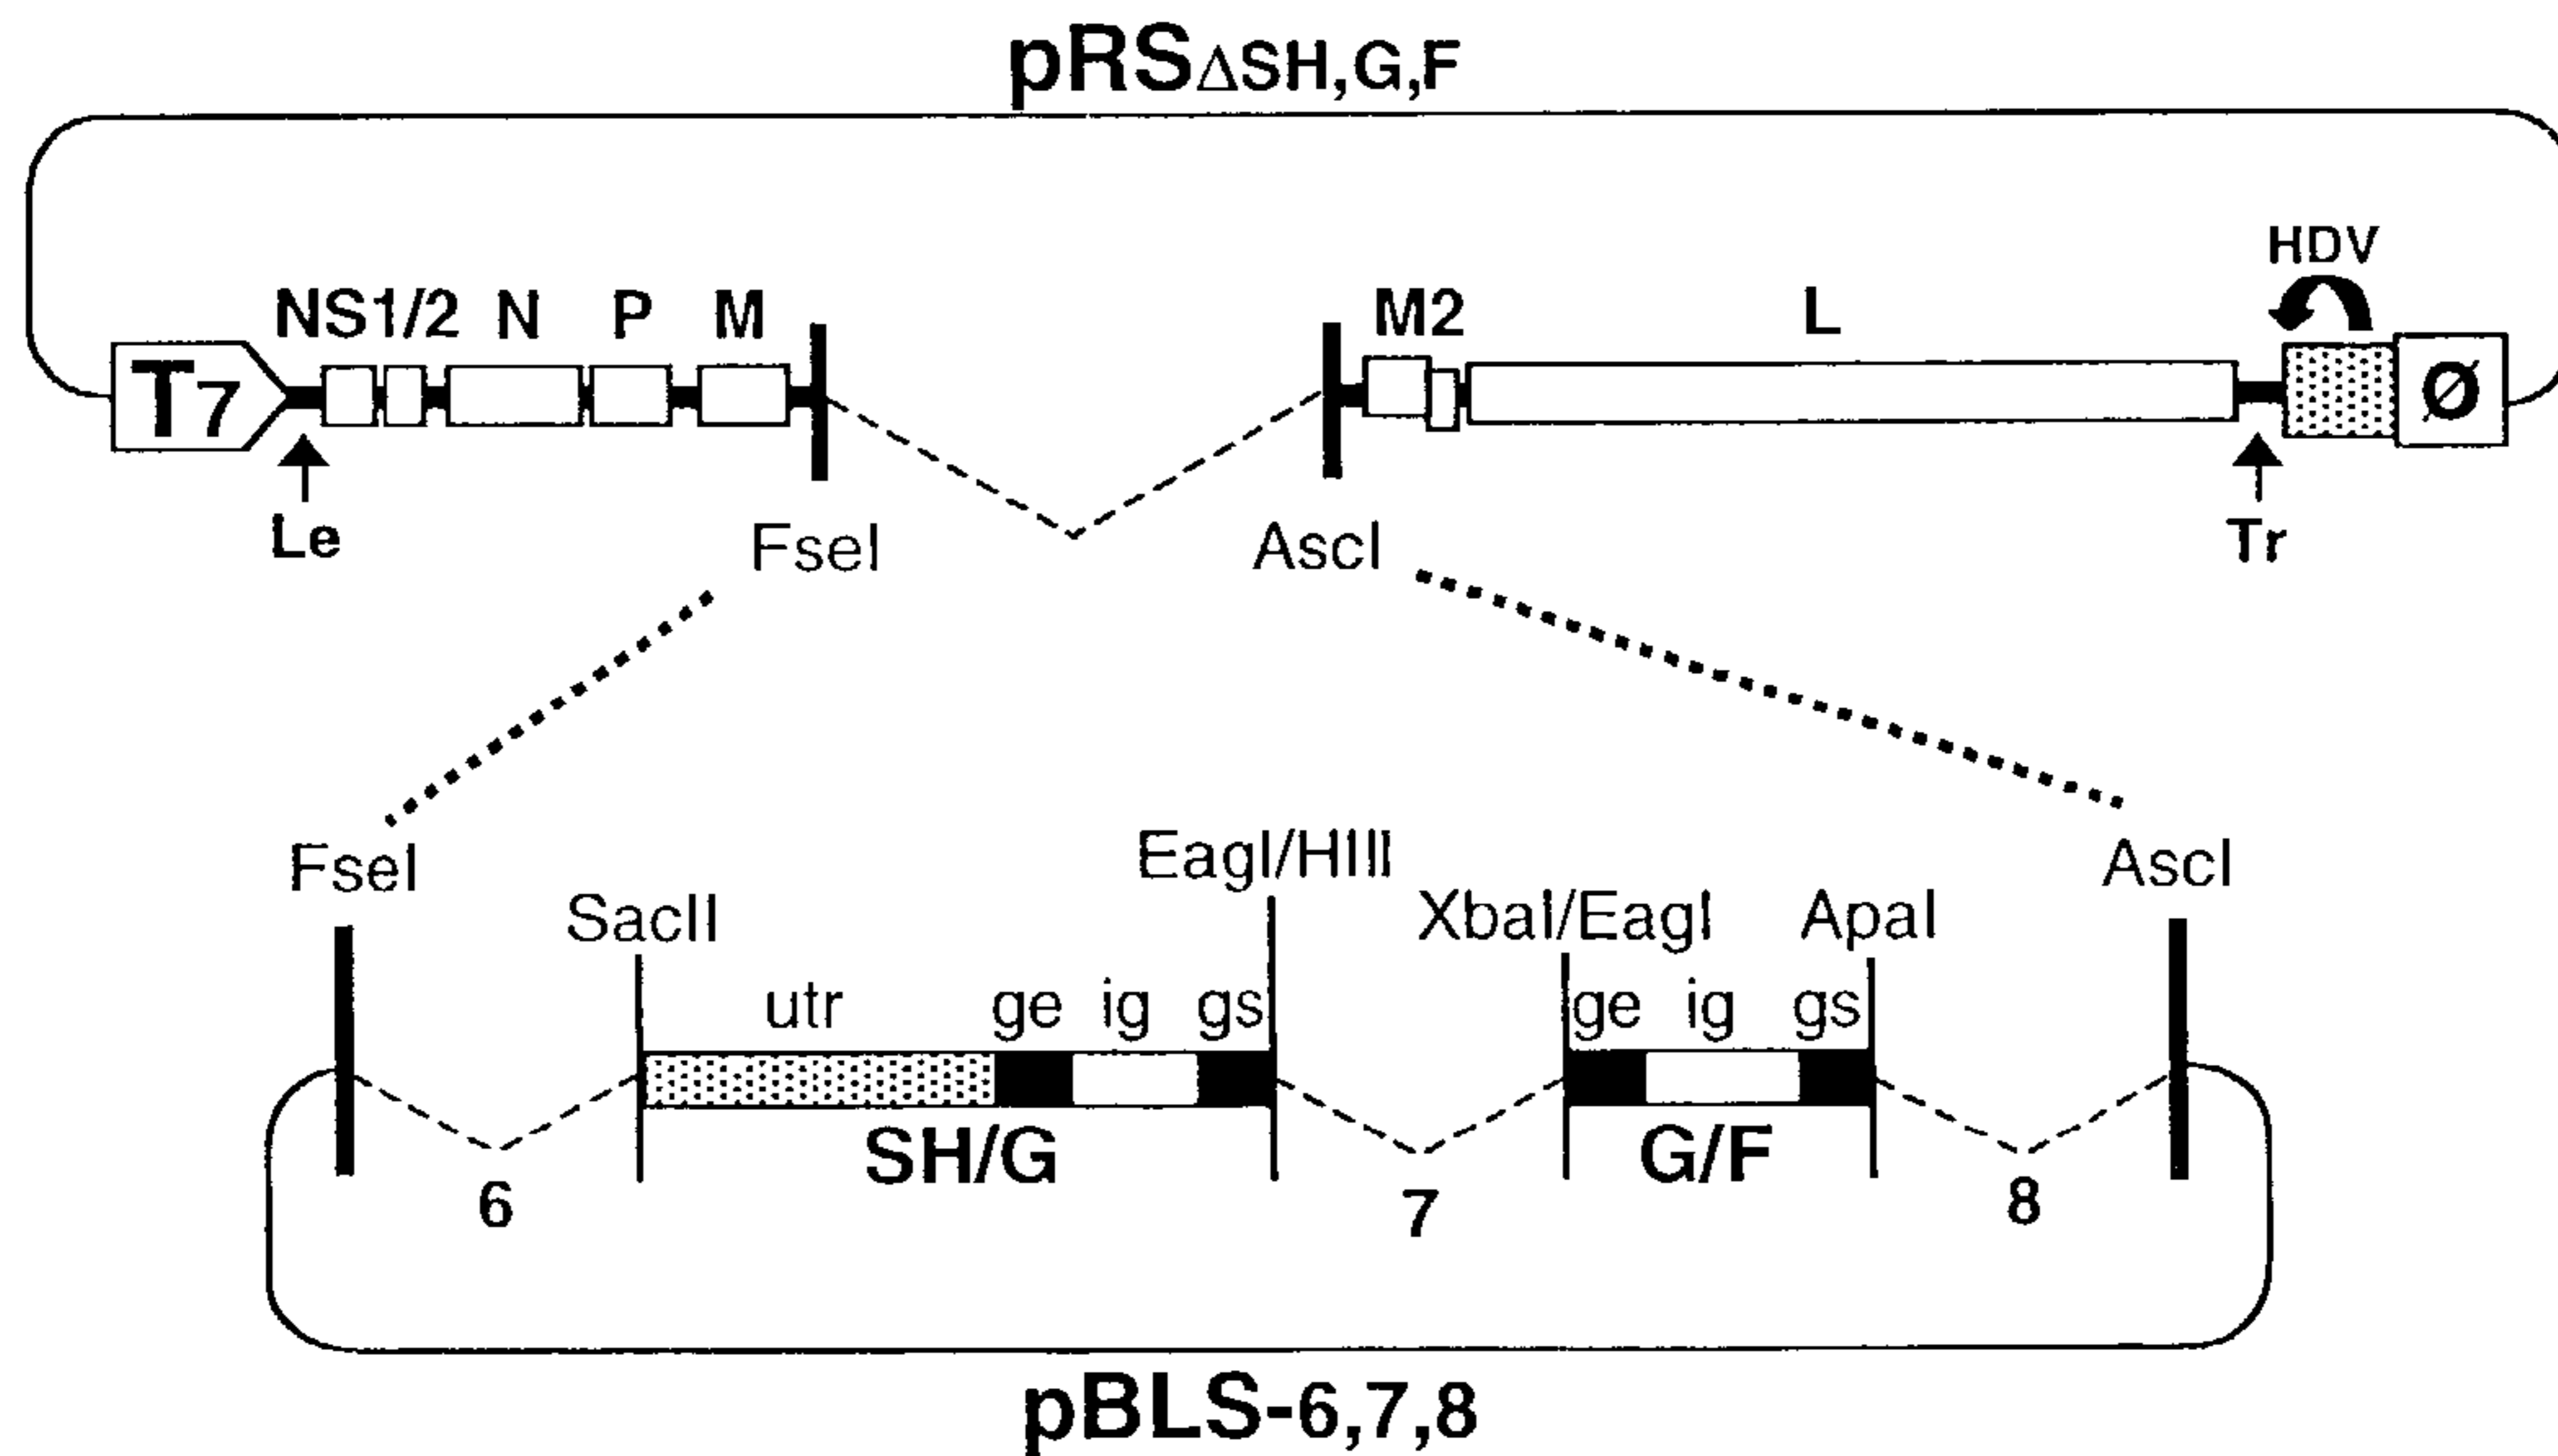 pRSΔSH,G,F
HDV
NS1/2 N P M M2 L
T7 Ø
Le FseI AscI Tr
FseI SacII EagI/HIII XbaI/EagI ApaI AscI
utr ge ig gs ge ig gs
SH/G G/F
6 7 8
pBLS-6,7,8